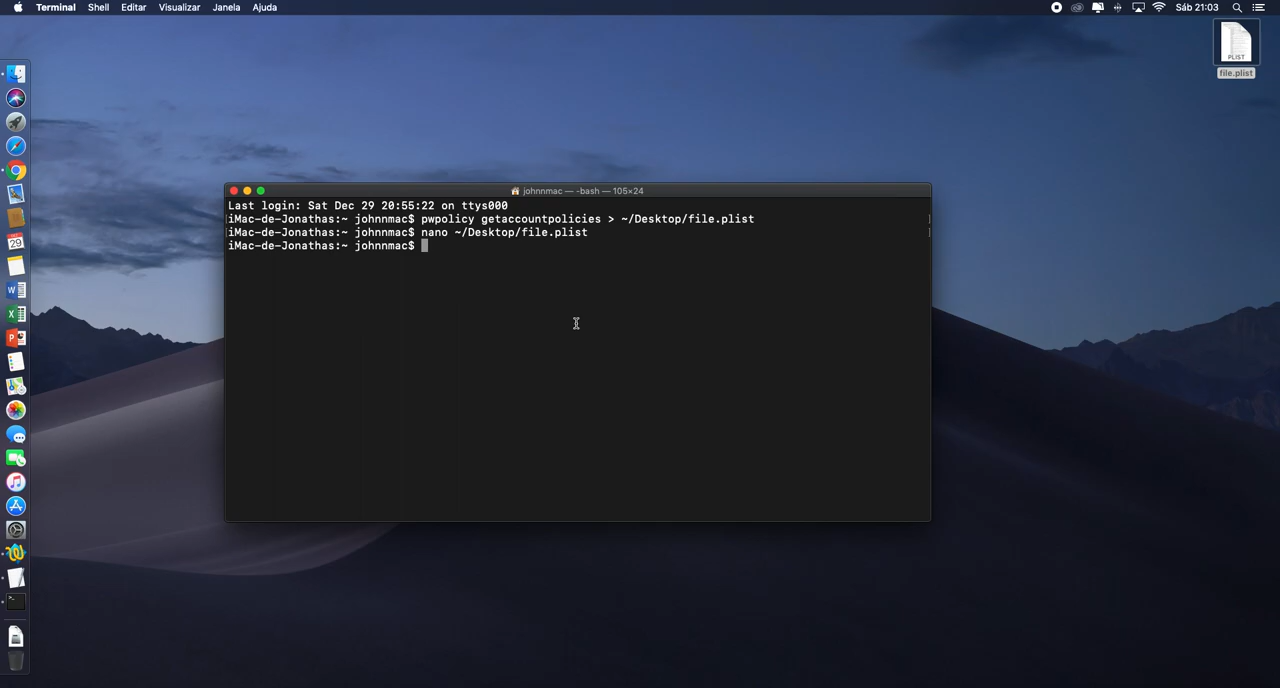 Terminal Shell Editar Visualizar Janela Ajuda Sáb 21:03
PLIST
file.plist
johnnmac — -bash — 105×24
Last login: Sat Dec 29 20:55:22 on ttys000
iMac-de-Jonathas:~ johnnmac$ pwpolicy getaccountpolicies > ~/Desktop/file.plist
iMac-de-Jonathas:~ johnnmac$ nano ~/Desktop/file.plist
iMac-de-Jonathas:~ johnnmac$
29
W
X
P